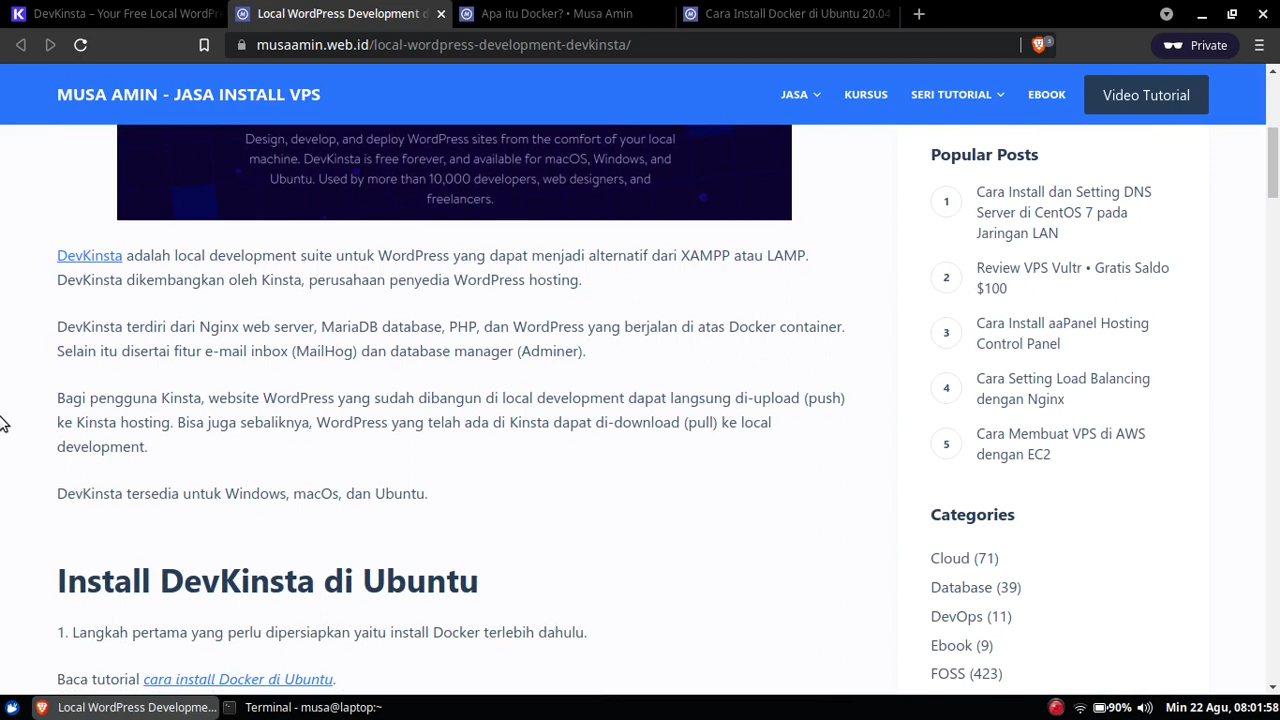 DevKinsta – Your Free Local WordPr
Local WordPress Development d
Apa itu Docker? • Musa Amin
Cara Install Docker di Ubuntu 20.04
musaamin.web.id/local-wordpress-development-devkinsta/
3
Private
MUSA AMIN - JASA INSTALL VPS
JASA
KURSUS
SERI TUTORIAL
EBOOK
Video Tutorial
Design, develop, and deploy WordPress sites from the comfort of your local
machine. DevKinsta is free forever, and available for macOS, Windows, and
Ubuntu. Used by more than 10,000 developers, web designers, and
freelancers.
DevKinsta adalah local development suite untuk WordPress yang dapat menjadi alternatif dari XAMPP atau LAMP.
DevKinsta dikembangkan oleh Kinsta, perusahaan penyedia WordPress hosting.
DevKinsta terdiri dari Nginx web server, MariaDB database, PHP, dan WordPress yang berjalan di atas Docker container.
Selain itu disertai fitur e-mail inbox (MailHog) dan database manager (Adminer).
Bagi pengguna Kinsta, website WordPress yang sudah dibangun di local development dapat langsung di-upload (push)
ke Kinsta hosting. Bisa juga sebaliknya, WordPress yang telah ada di Kinsta dapat di-download (pull) ke local
development.
DevKinsta tersedia untuk Windows, macOs, dan Ubuntu.
Install DevKinsta di Ubuntu
1. Langkah pertama yang perlu dipersiapkan yaitu install Docker terlebih dahulu.
Baca tutorial cara install Docker di Ubuntu.
Popular Posts
1
Cara Install dan Setting DNS
Server di CentOS 7 pada
Jaringan LAN
2
Review VPS Vultr • Gratis Saldo
$100
3
Cara Install aaPanel Hosting
Control Panel
4
Cara Setting Load Balancing
dengan Nginx
5
Cara Membuat VPS di AWS
dengan EC2
Categories
Cloud (71)
Database (39)
DevOps (11)
Ebook (9)
FOSS (423)
Local WordPress Developme...
Terminal - musa@laptop:~
90%
Min 22 Agu, 08:01:58